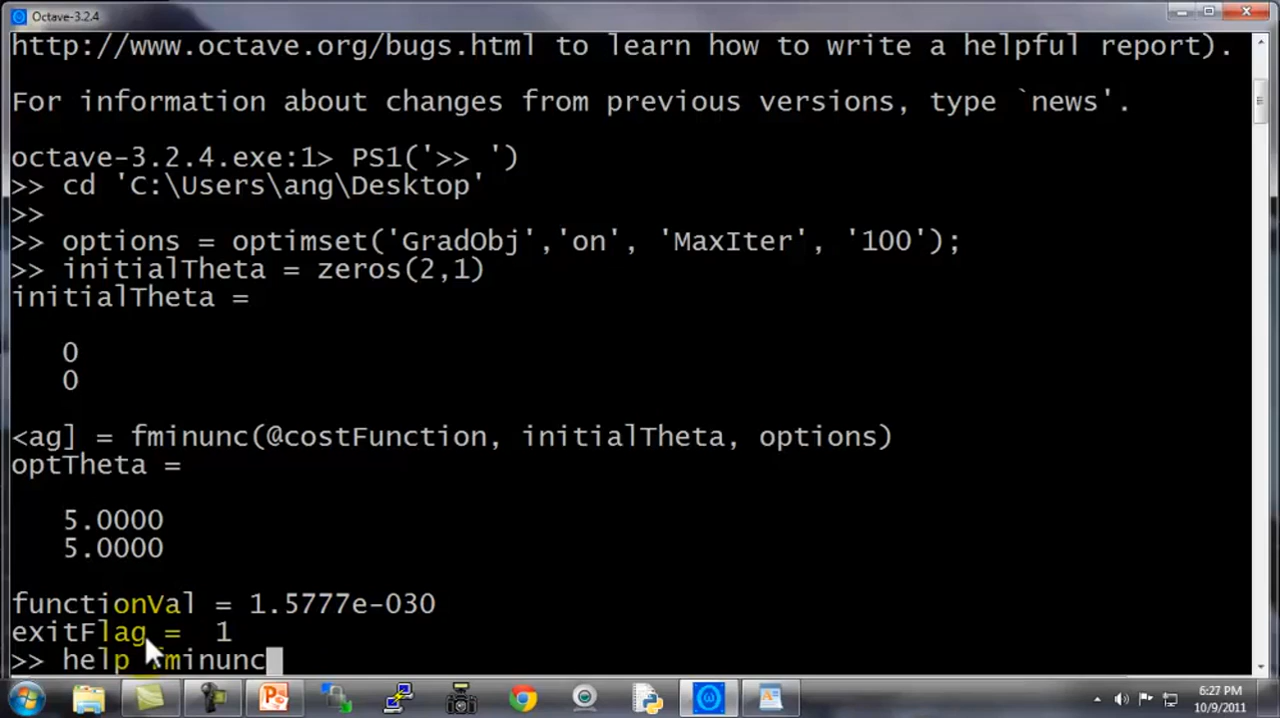 Octave-3.2.4
http://www.octave.org/bugs.html to learn how to write a helpful report).
For information about changes from previous versions, type `news'.
octave-3.2.4.exe:1> PS1('>> ')
>> cd 'C:\Users\ang\Desktop'
>>
>> options = optimset('GradObj','on', 'MaxIter', '100');
>> initialTheta = zeros(2,1)
initialTheta =
0
0
<ag] = fminunc(@costFunction, initialTheta, options)
optTheta =
5.0000
5.0000
functionVal = 1.5777e-030
exitFlag = 1
>> help fminunc
6:27 PM
10/9/2011